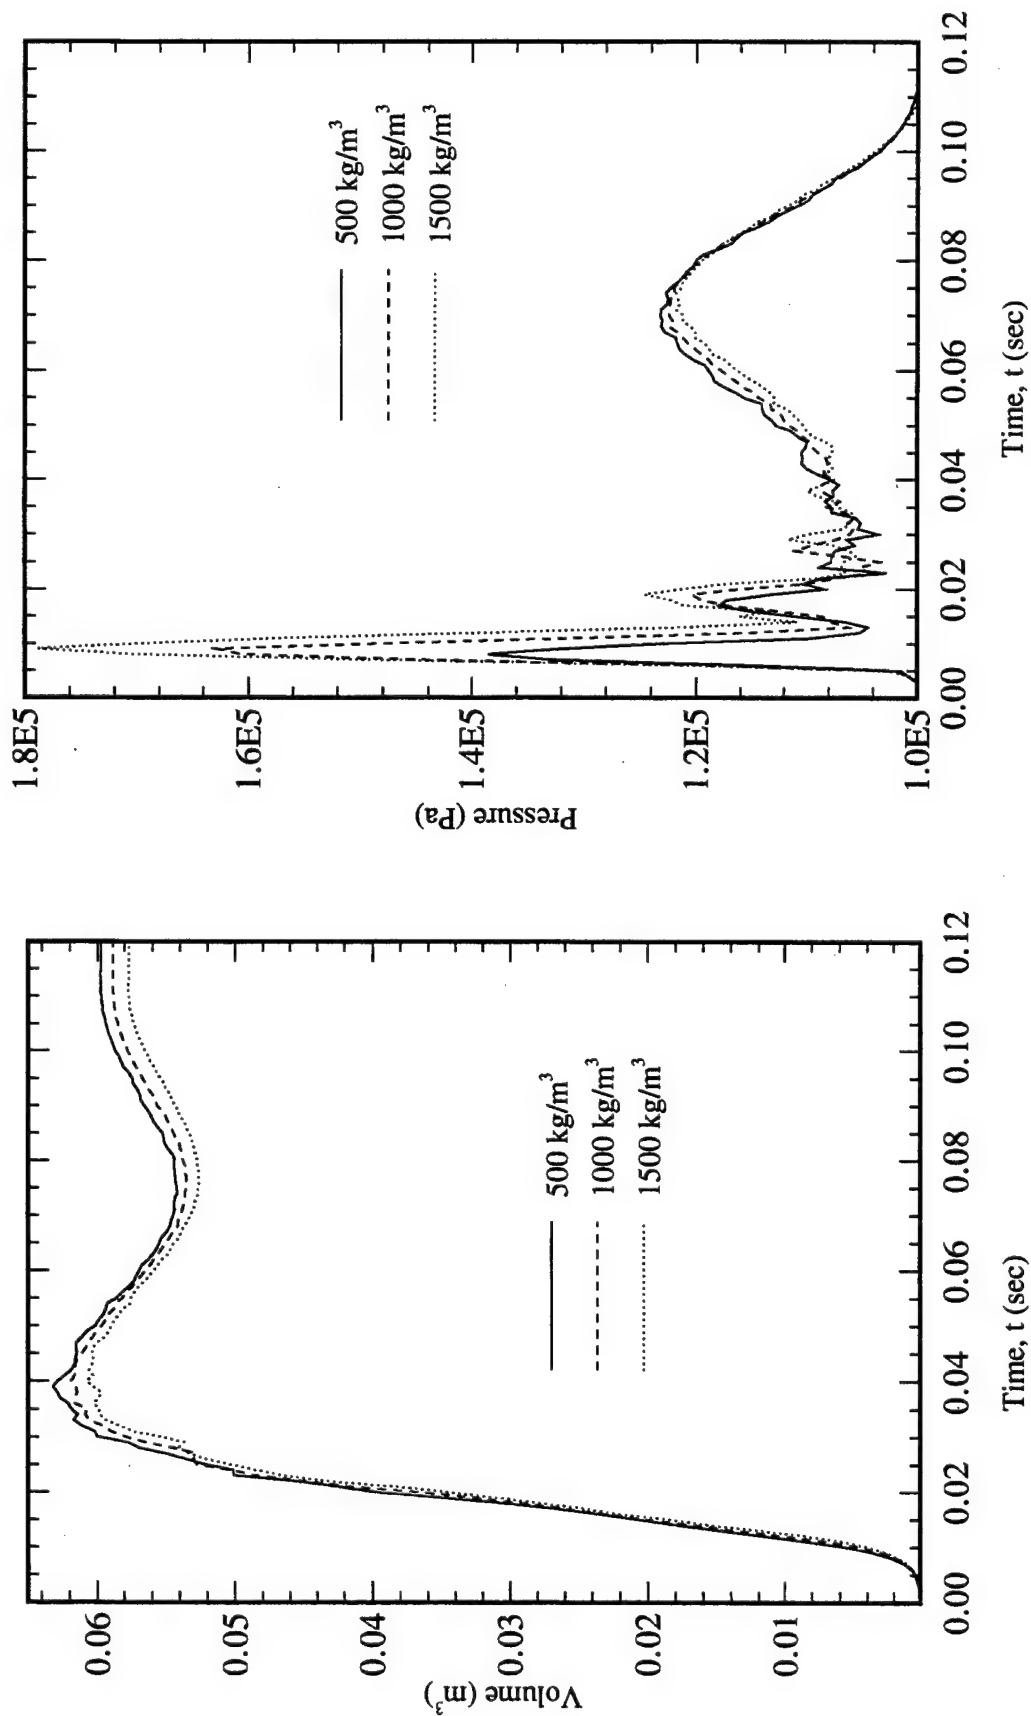 1.8E5
1.6E5
1.4E5
1.2E5
1.0E5
Pressure (Pa)
500 kg/m³
1000 kg/m³
1500 kg/m³
0.00
0.02
0.04
0.06
0.08
0.10
0.12
Time, t (sec)
0.06
0.05
0.04
0.03
0.02
0.01
Volume (m³)
500 kg/m³
1000 kg/m³
1500 kg/m³
0.00
0.02
0.04
0.06
0.08
0.10
0.12
Time, t (sec)